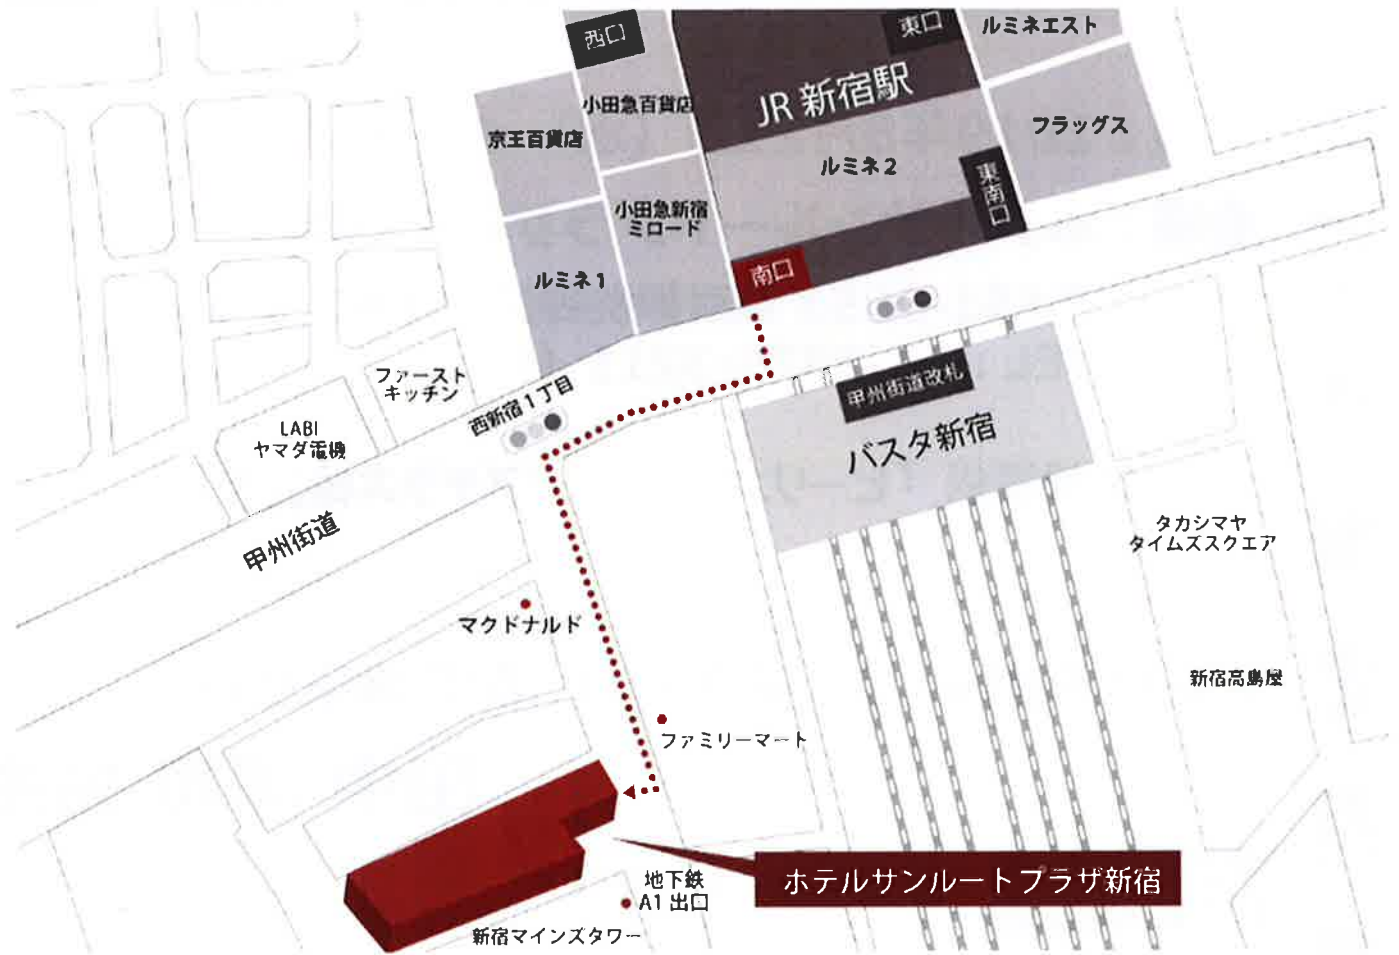 西口
東口
ルミネエスト
小田急百貨店
JR 新宿駅
京王百貨店
フラッグス
ルミネ2
東南口
小田急新宿
ミロード
南口
ルミネ1
ファースト
キッチン
甲州街道改札
西新宿1丁目
LABI
ヤマダ電機
バスタ新宿
甲州街道
タカシマヤ
タイムズスクエア
マクドナルド
新宿高島屋
ファミリーマート
ホテルサンルートプラザ新宿
地下鉄
A1 出口
新宿マインズタワー